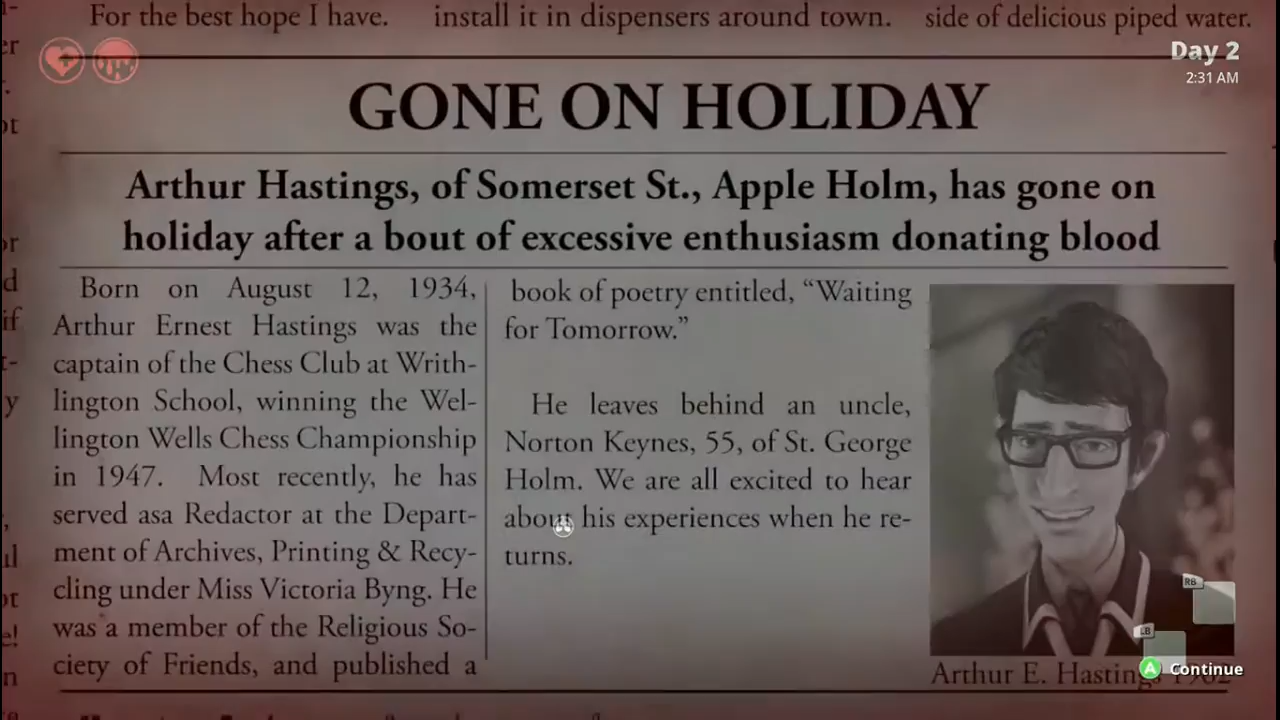 For the best hope I have.
install it in dispensers around town.
side of delicious piped water.
Day 2
2:31 AM
GONE ON HOLIDAY
Arthur Hastings, of Somerset St., Apple Holm, has gone on
holiday after a bout of excessive enthusiasm donating blood
Born on August 12, 1934,
Arthur Ernest Hastings was the
captain of the Chess Club at Writh-
lington School, winning the Wel-
lington Wells Chess Championship
in 1947. Most recently, he has
served asa Redactor at the Depart-
ment of Archives, Printing & Recy-
cling under Miss Victoria Byng. He
was a member of the Religious So-
ciety of Friends, and published a
book of poetry entitled, “Waiting
for Tomorrow.”
He leaves behind an uncle,
Norton Keynes, 55, of St. George
Holm. We are all excited to hear
about his experiences when he re-
turns.
RB
LB
A Continue
Arthur E. Hastings